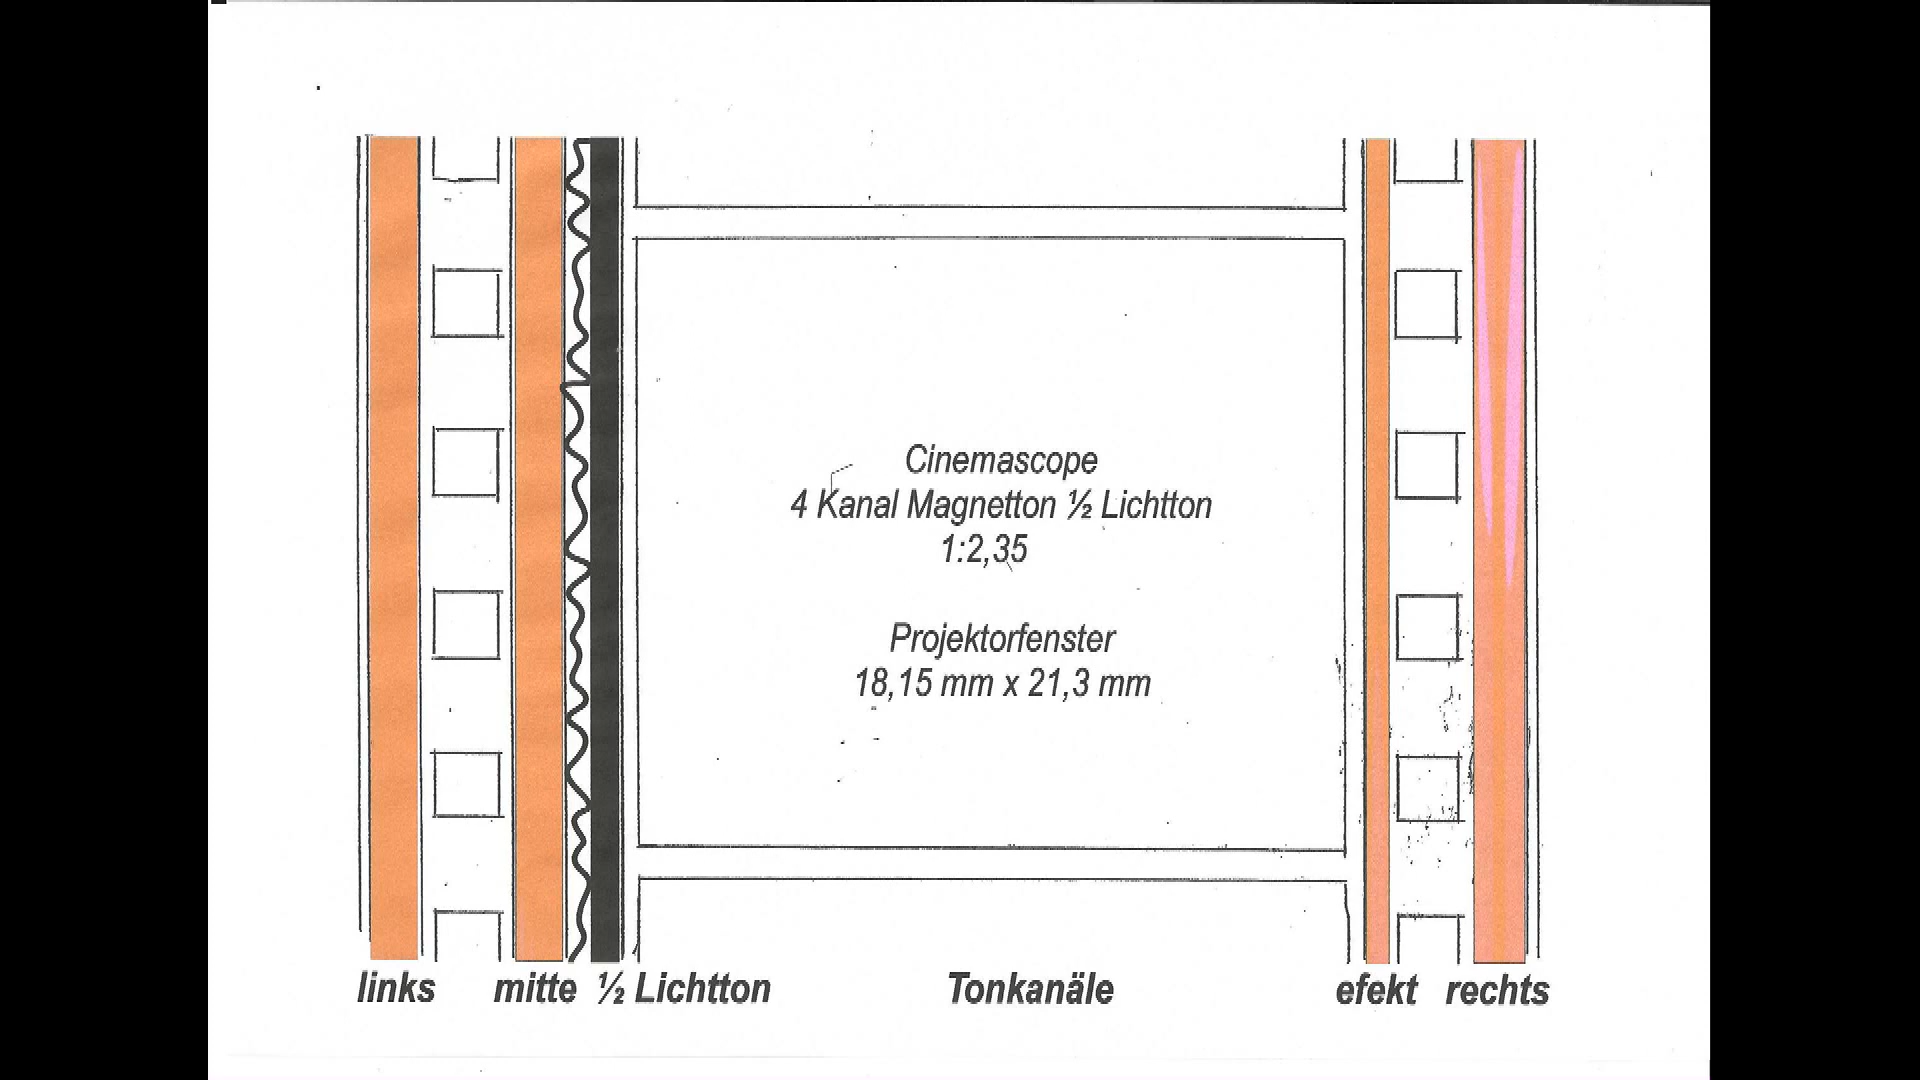 Cinemascope
4 Kanal Magnetton ½ Lichtton
1:2,35
Projektorfenster
18,15 mm x 21,3 mm
links mitte ½ Lichtton Tonkanäle efekt rechts